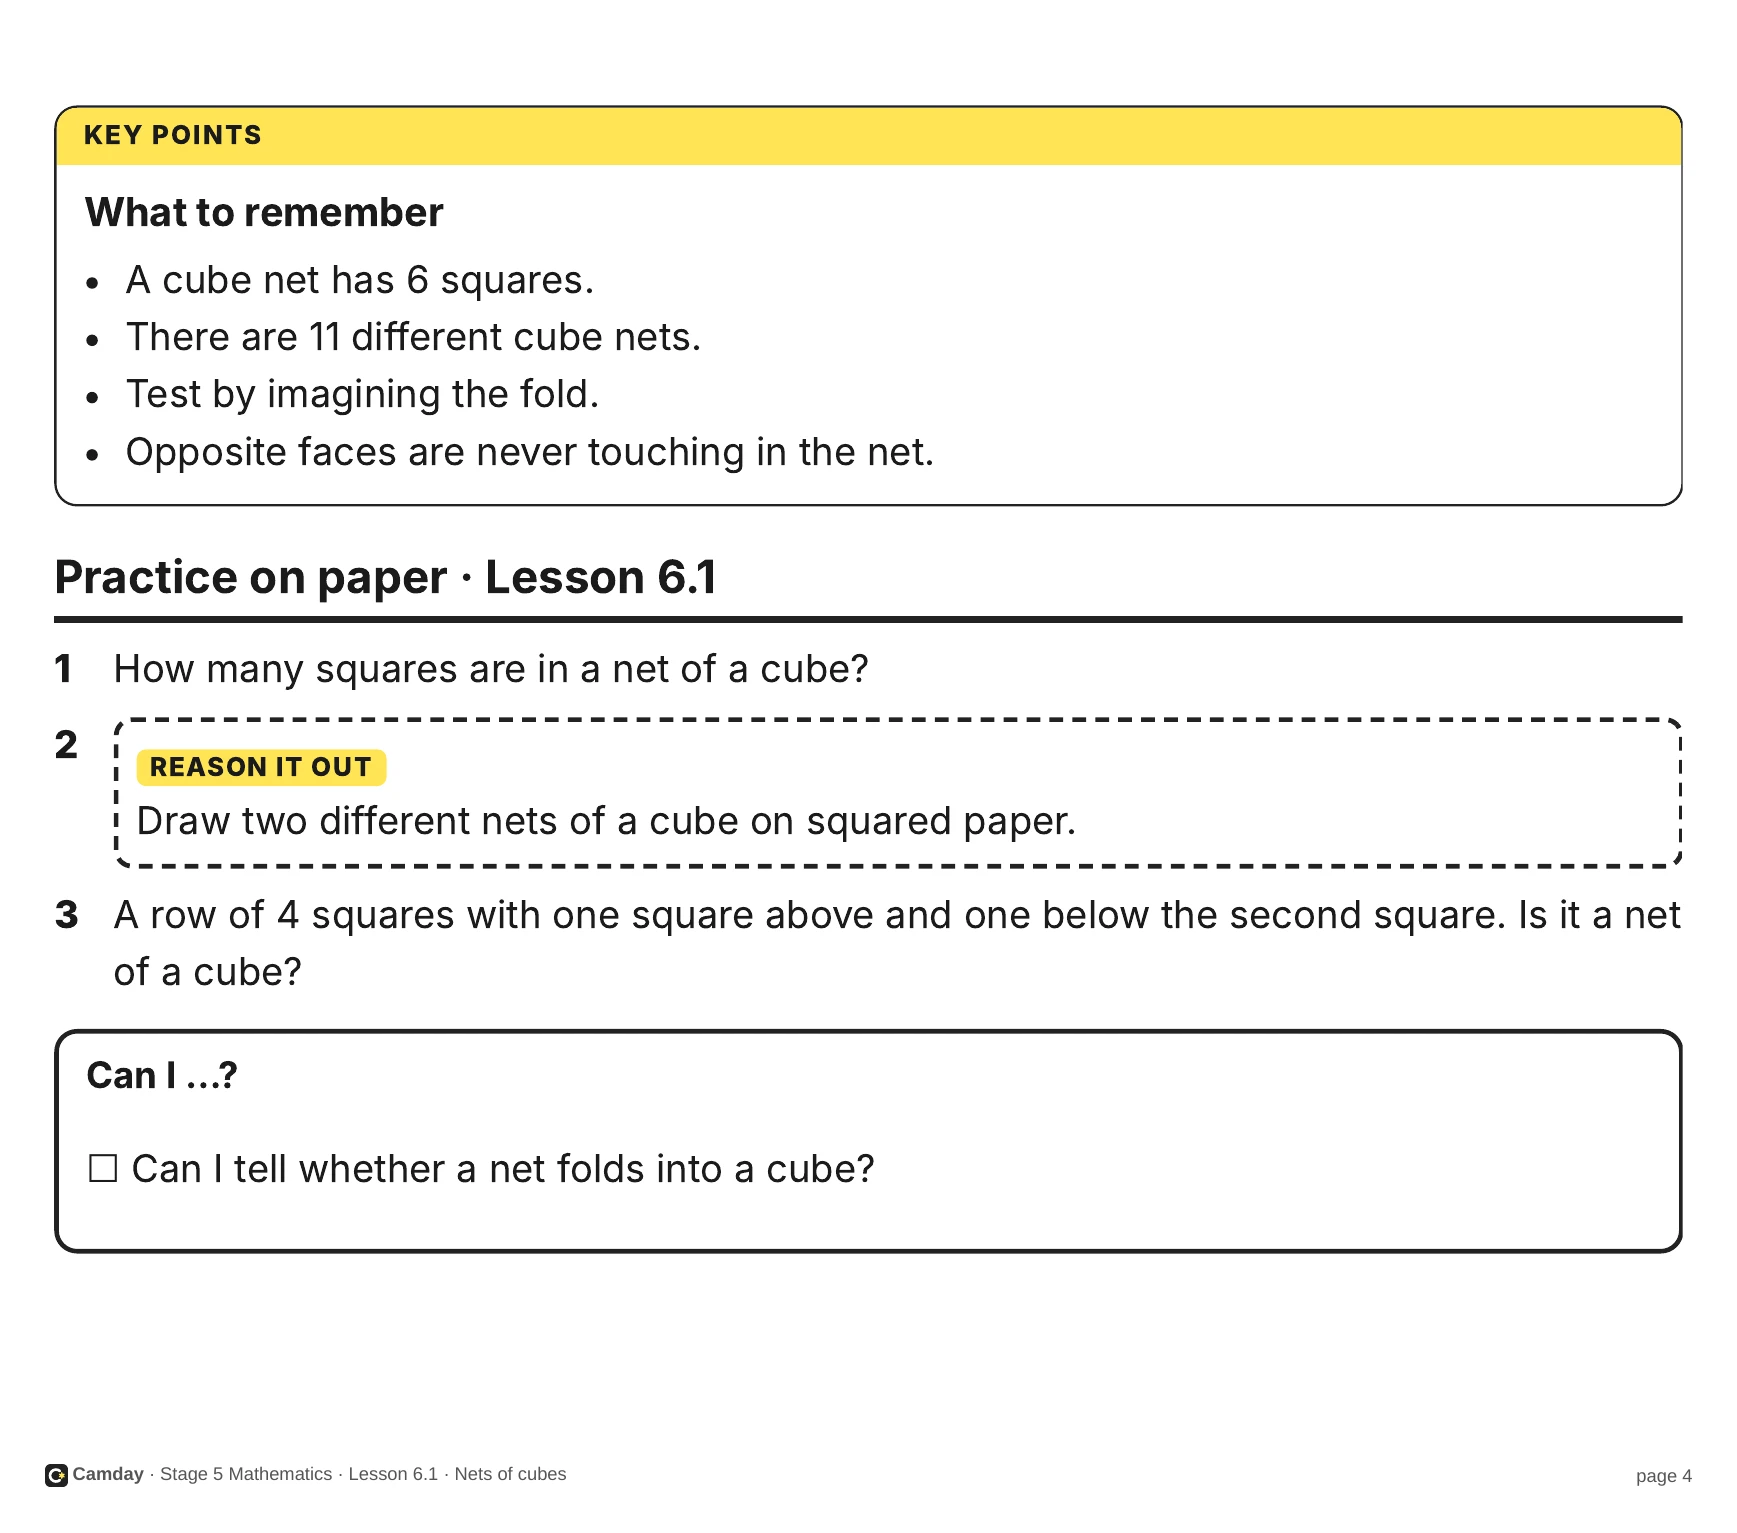 KEY POINTS
What to remember
• A cube net has 6 squares.
• There are 11 different cube nets.
• Test by imagining the fold.
• Opposite faces are never touching in the net.
Practice on paper · Lesson 6.1
1 How many squares are in a net of a cube?
2
REASON IT OUT
Draw two different nets of a cube on squared paper.
3 A row of 4 squares with one square above and one below the second square. Is it a net
of a cube?
Can I ...?
☐ Can I tell whether a net folds into a cube?
Camday · Stage 5 Mathematics · Lesson 6.1 · Nets of cubes
page 4